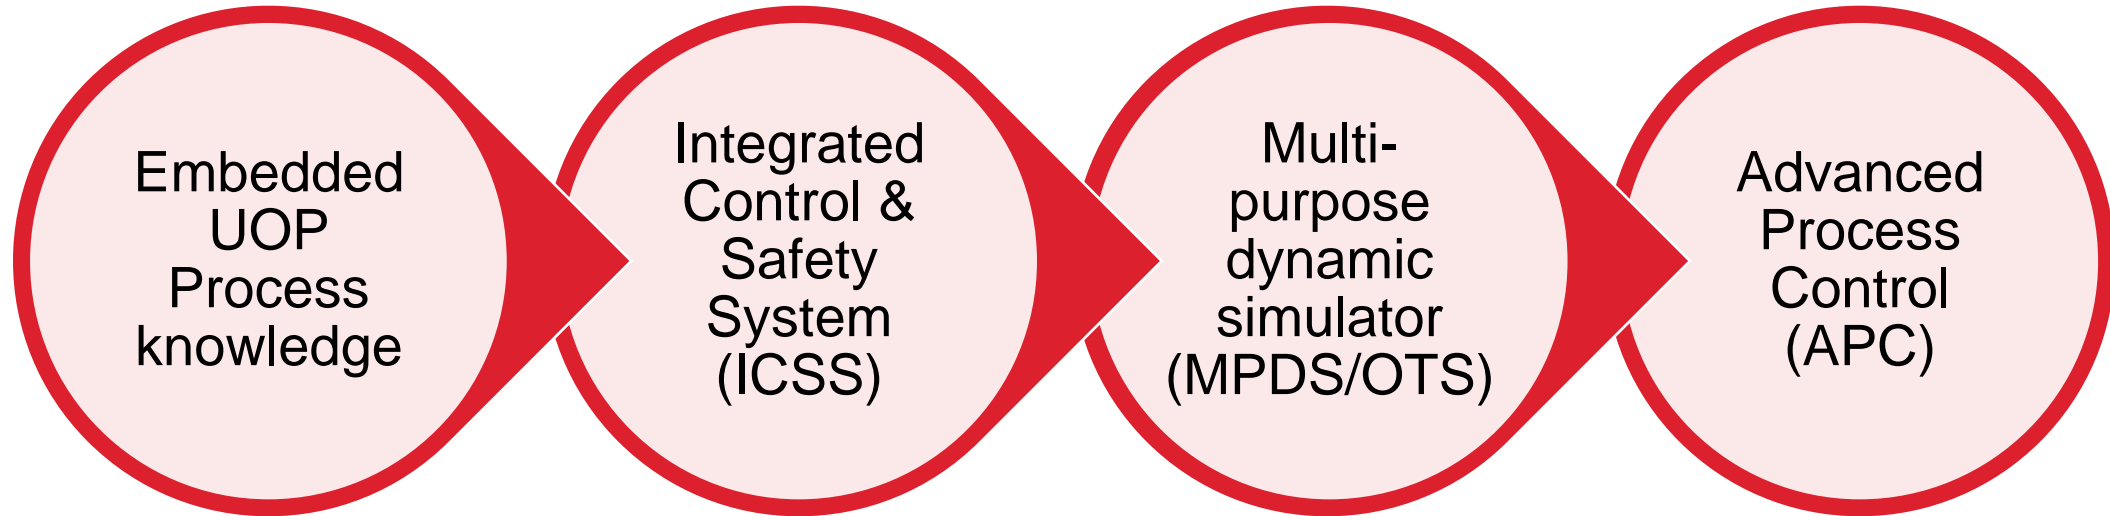 Embedded
UOP
Process
knowledge
Integrated
Control &
Safety
System
(ICSS)
Multi-
purpose
dynamic
simulator
(MPDS/OTS)
Advanced
Process
Control
(APC)